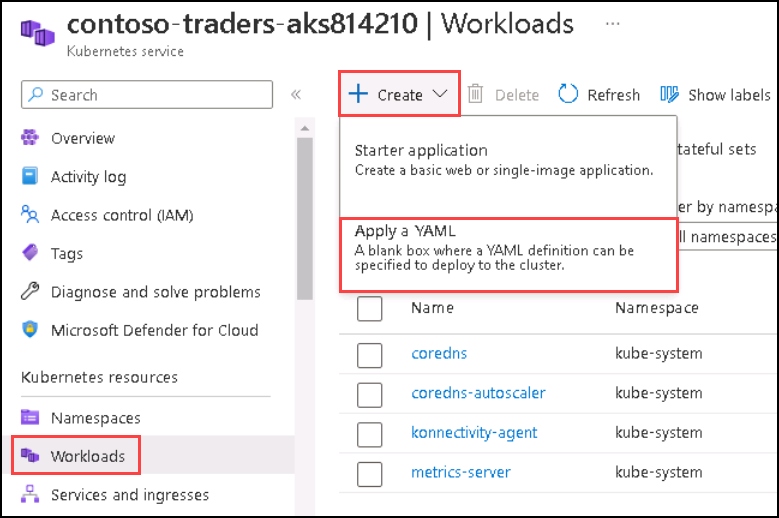 contoso-traders-aks814210 | Workloads ...
Kubernetes service
Search «
Overview
Activity log
Access control (IAM)
Tags
Diagnose and solve problems
Microsoft Defender for Cloud
Kubernetes resources
Namespaces
Workloads
Services and ingresses
+ Create Delete Refresh Show labels
Starter application
Create a basic web or single-image application.
Apply a YAML
A blank box where a YAML definition can be
specified to deploy to the cluster.
tateful sets
er by namespa
ll namespaces
Name Namespace
coredns kube-system
coredns-autoscaler kube-system
konnectivity-agent kube-system
metrics-server kube-system